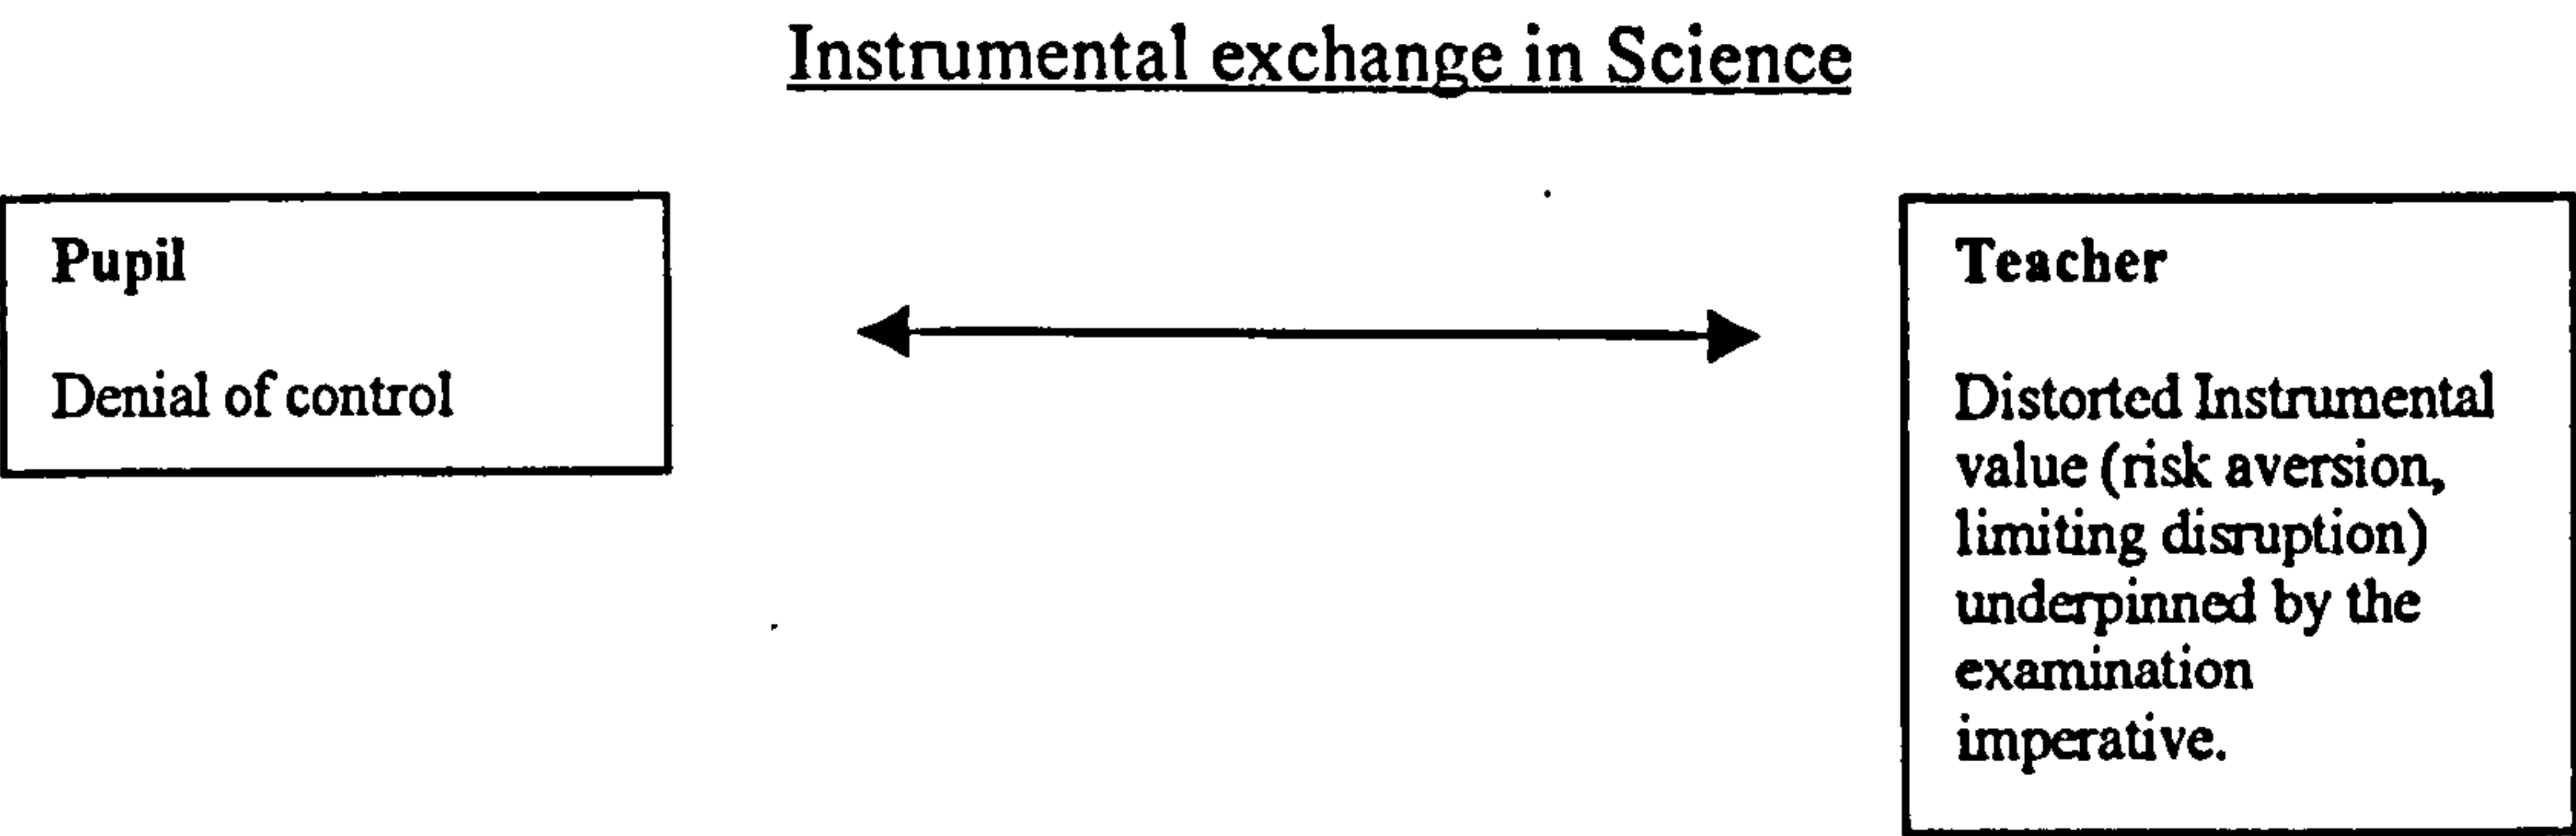 Instrumental exchange in Science
Pupil
Denial of control
Teacher
Distorted Instrumental
value (risk aversion,
limiting disruption)
underpinned by the
examination
imperative.